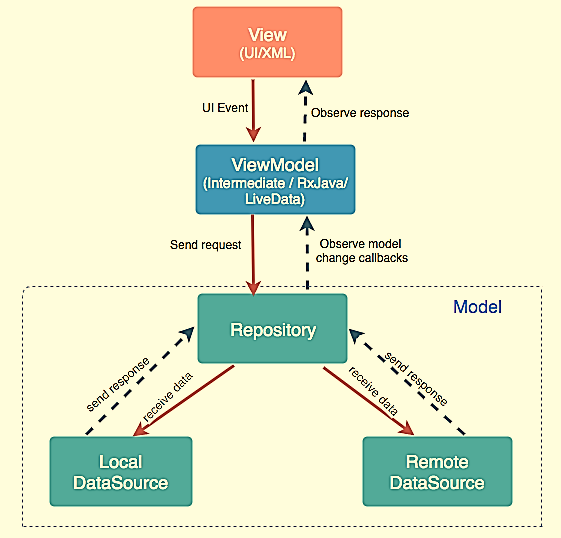 View
(UI/XML)
UI Event
Observe response
ViewModel
(Intermediate / RxJava/
LiveData)
Send request
Observe model
change callbacks
Model
Repository
send response
receive data
receive data
send response
Local
DataSource
Remote
DataSource